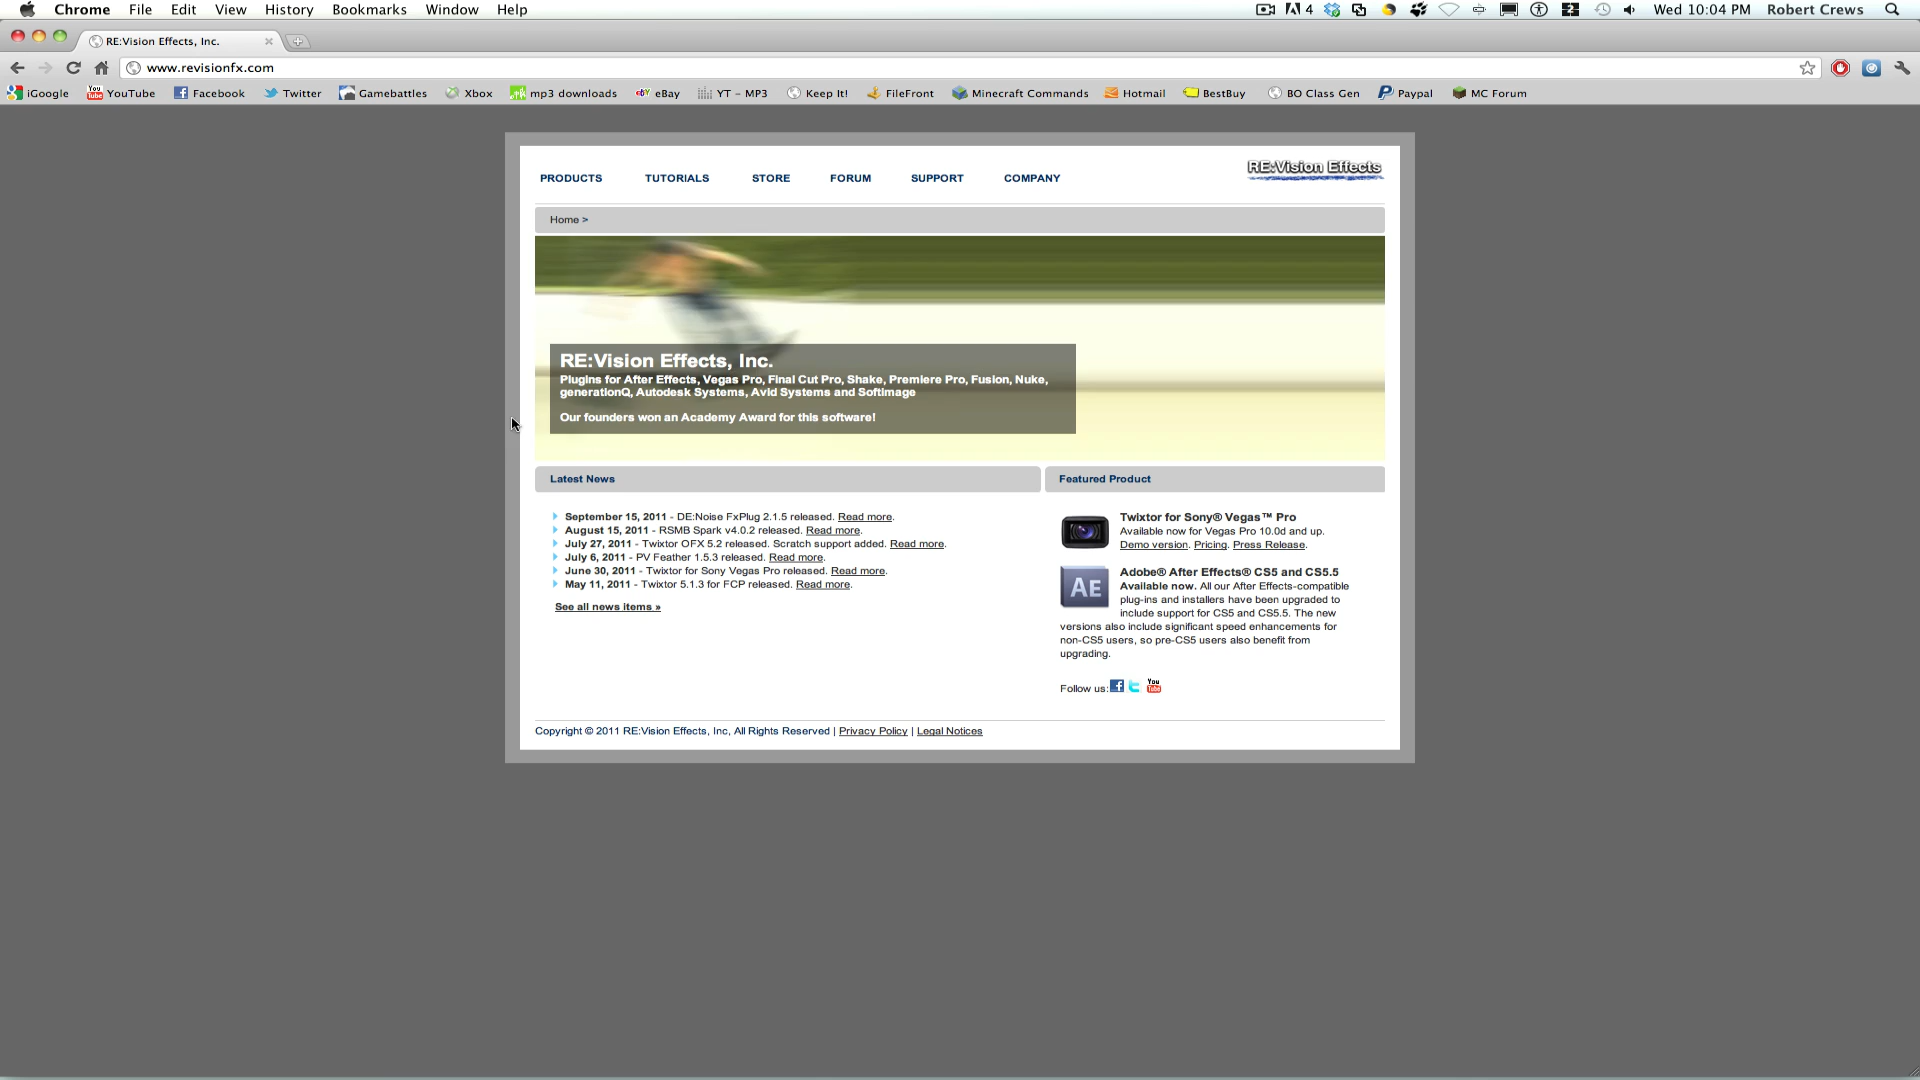 Chrome File Edit View History Bookmarks Window Help 4 2 Wed 10:04 PM Robert Crews
RE:Vision Effects, Inc.
www.revisionfx.com
iGoogle YouTube Facebook Twitter Gamebattles Xbox mp3 downloads eBay YT - MP3 Keep It! FileFront Minecraft Commands Hotmail BestBuy BO Class Gen Paypal MC Forum
RE:Vision Effects
PRODUCTS TUTORIALS STORE FORUM SUPPORT COMPANY
Home >
RE:Vision Effects, Inc.
Plugins for After Effects, Vegas Pro, Final Cut Pro, Shake, Premiere Pro, Fusion, Nuke,
generationQ, Autodesk Systems, Avid Systems and Softimage
Our founders won an Academy Award for this software!
Latest News
September 15, 2011 - DE:Noise FxPlug 2.1.5 released. Read more.
August 15, 2011 - RSMB Spark v4.0.2 released. Read more.
July 27, 2011 - Twixtor OFX 5.2 released. Scratch support added. Read more.
July 6, 2011 - PV Feather 1.5.3 released. Read more.
June 30, 2011 - Twixtor for Sony Vegas Pro released. Read more.
May 11, 2011 - Twixtor 5.1.3 for FCP released. Read more.
See all news items »
Featured Product
Twixtor for Sony® Vegas™ Pro
Available now for Vegas Pro 10.0d and up.
Demo version. Pricing. Press Release.
AE
Adobe® After Effects® CS5 and CS5.5
Available now. All our After Effects-compatible
plug-ins and installers have been upgraded to
include support for CS5 and CS5.5. The new
versions also include significant speed enhancements for
non-CS5 users, so pre-CS5 users also benefit from
upgrading.
Follow us: f t You Tube
Copyright © 2011 RE:Vision Effects, Inc, All Rights Reserved | Privacy Policy | Legal Notices